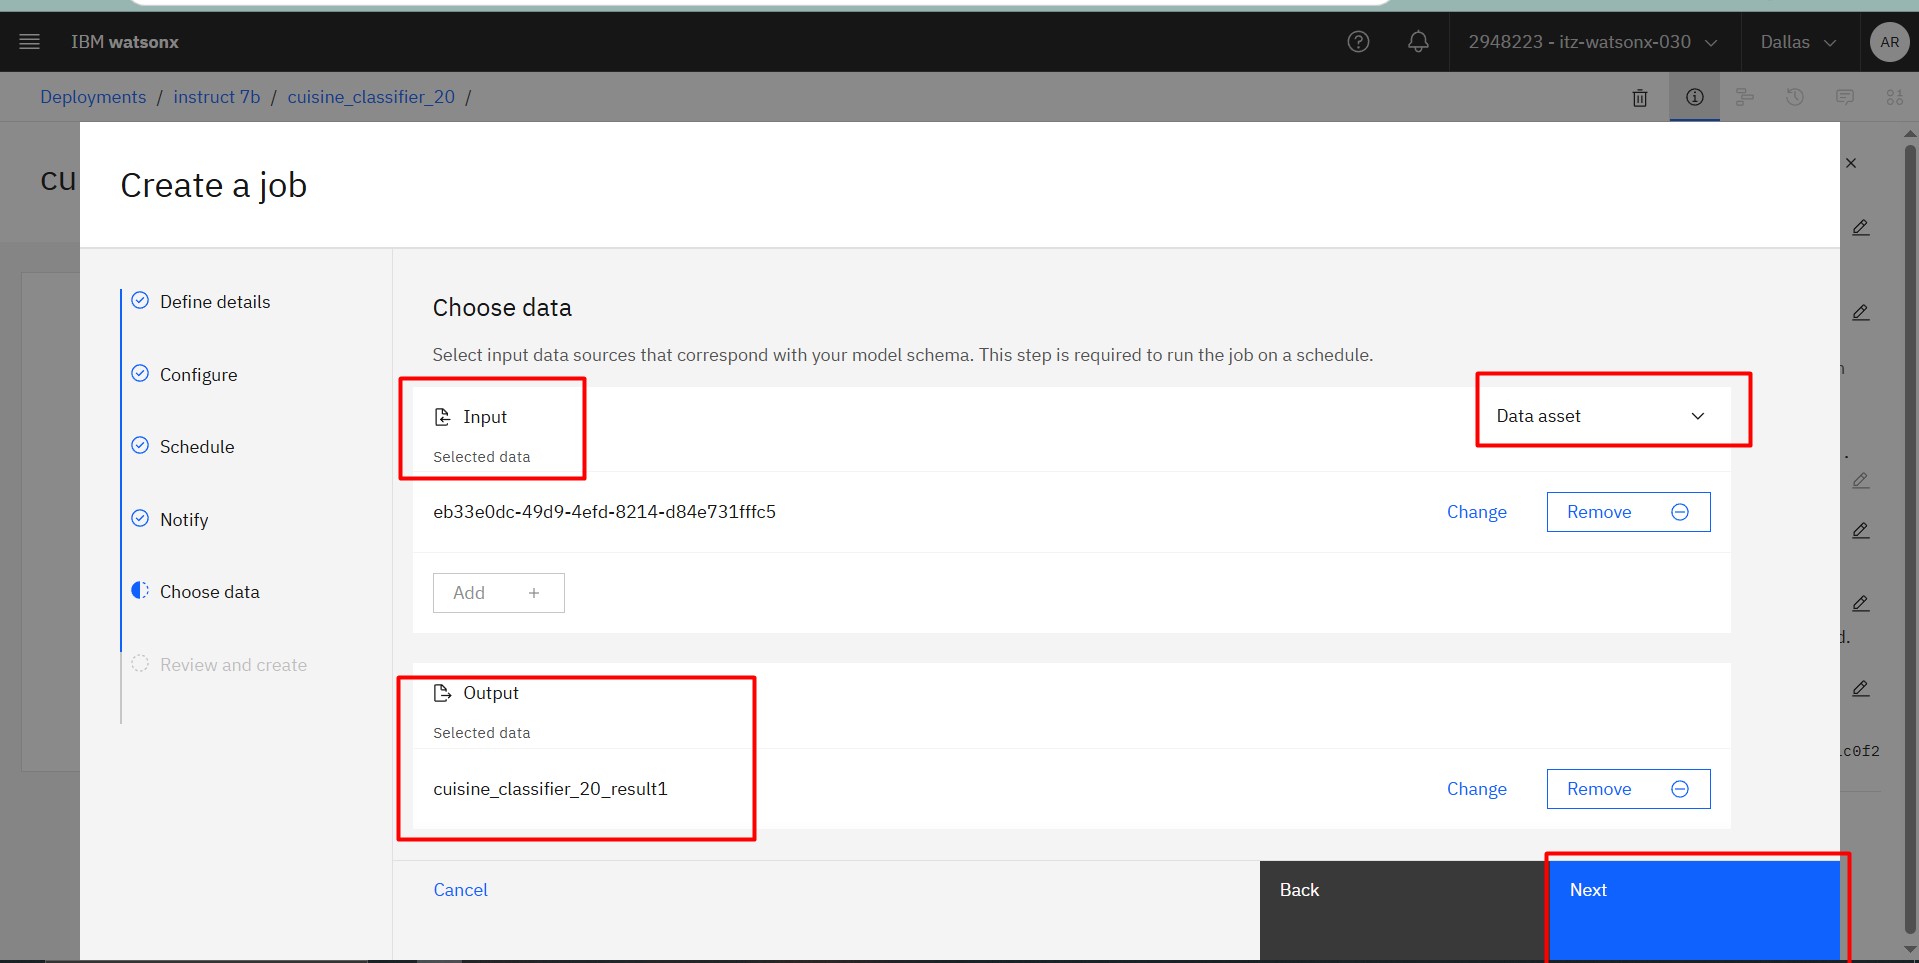 IBM watsonx
2948223 - itz-watsonx-030
Dallas
AR
Deployments / instruct 7b / cuisine_classifier_20 /
cu
Create a job
Define details
Configure
Schedule
Notify
Choose data
Review and create
Choose data
Select input data sources that correspond with your model schema. This step is required to run the job on a schedule.
Input
Data asset
Selected data
eb33e0dc-49d9-4efd-8214-d84e731fffc5
Change
Remove
Add +
Output
Selected data
cuisine_classifier_20_result1
Change
Remove
Cancel
Back
Next
d.
c0f2